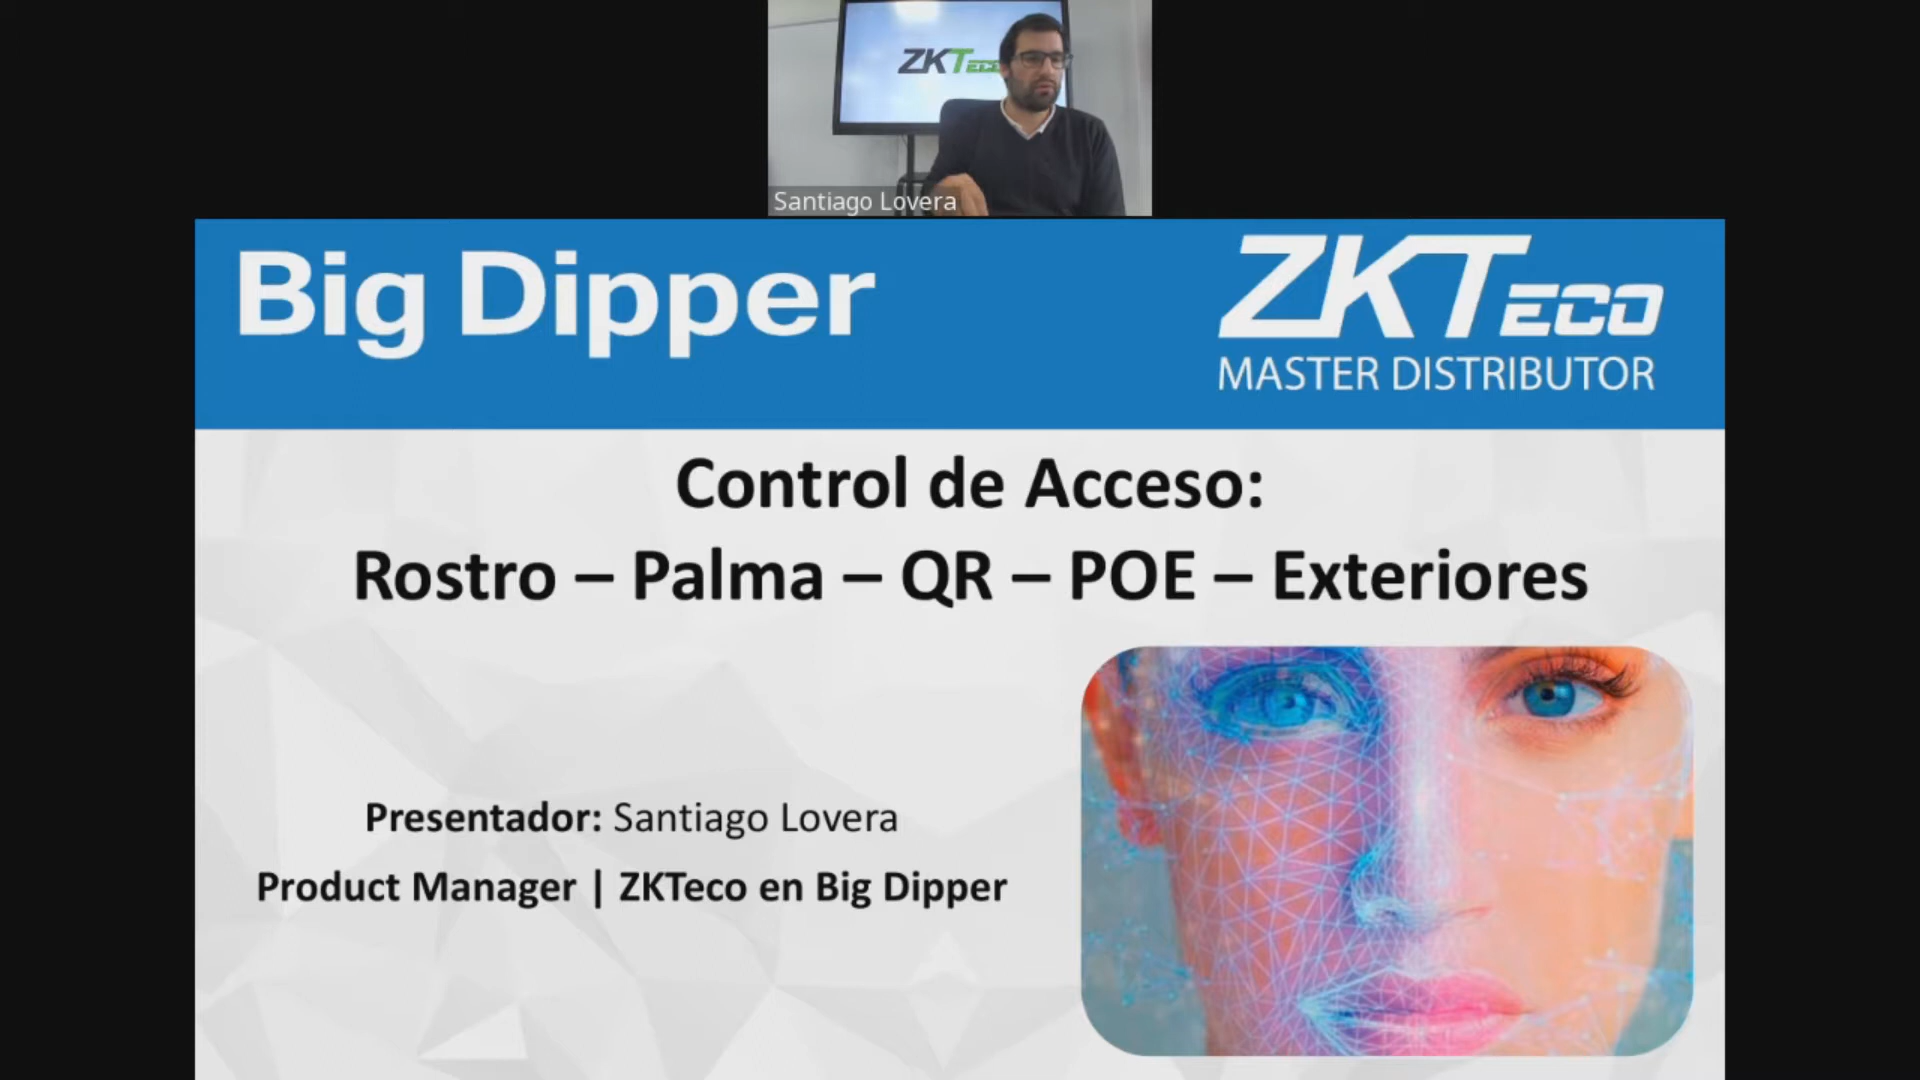 ZKTeco
Santiago Lovera
Big Dipper
ZKTECO
MASTER DISTRIBUTOR
Control de Acceso:
Rostro – Palma – QR – POE – Exteriores
Presentador: Santiago Lovera
Product Manager | ZKTeco en Big Dipper